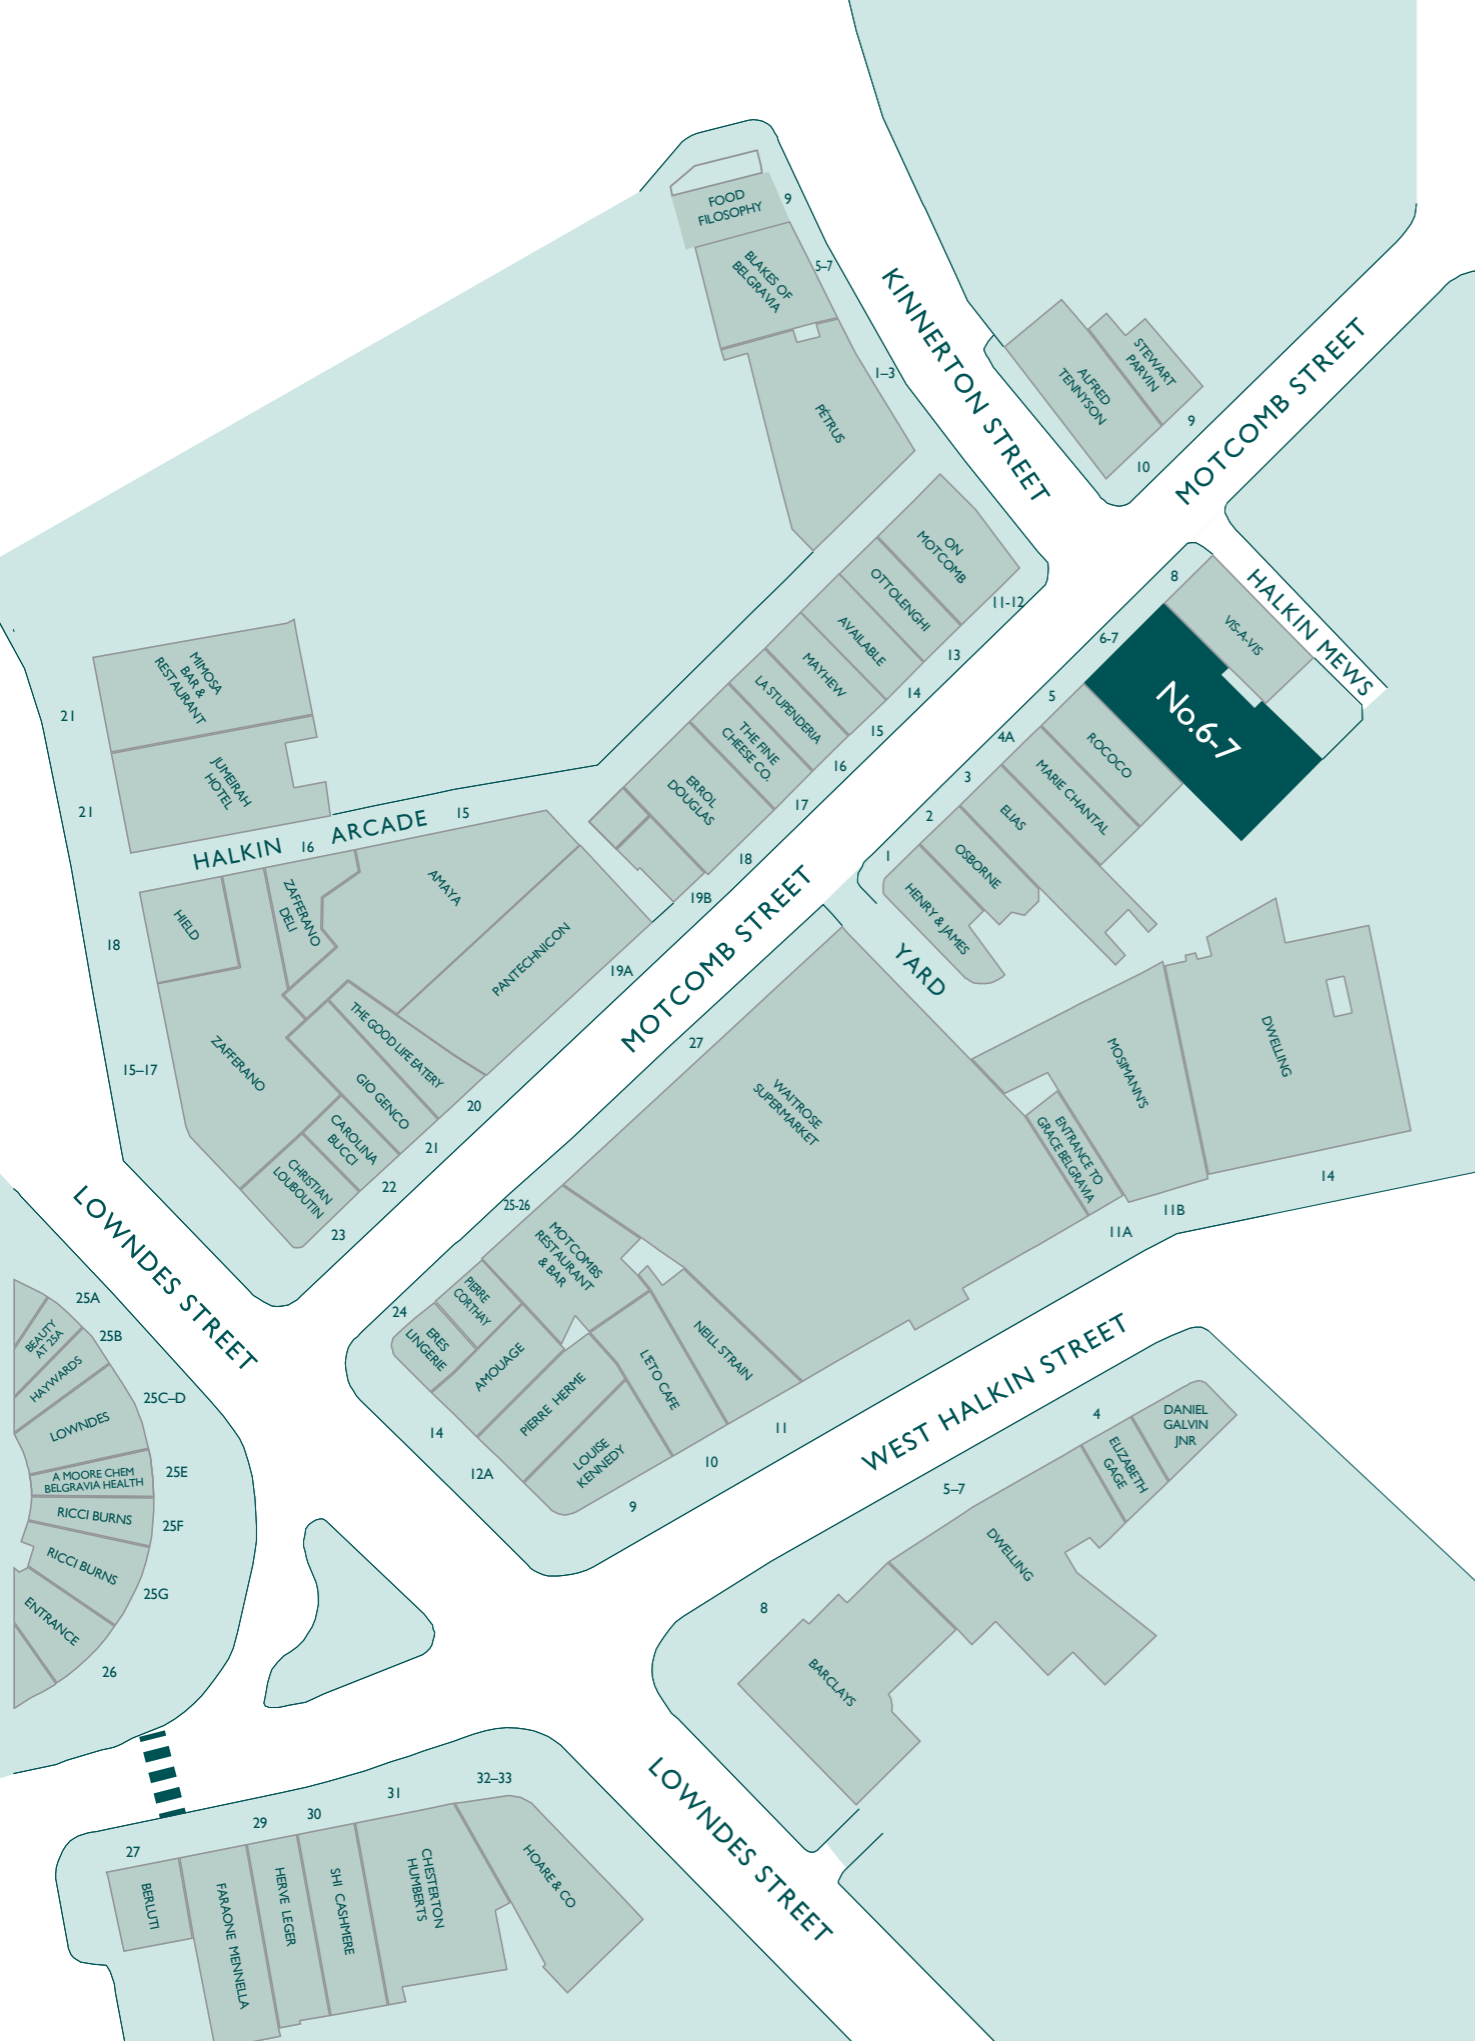 FOOD
FILOSOPHY
9
BLAKES OF
BELGRAVIA
5–7
PÉTRUS
1–3
KINNERTON STREET
STEWART
PARVIN
ALFRED
TENNYSON
9
10
MOTCOMB STREET
ON
MOTCOMB
11-12
OTTOLENGHI
13
AVAILABLE
14
MAYHEW
15
LA STUPENDERIA
16
THE FINE
CHEESE CO.
17
ERROL
DOUGLAS
18
19B
8
VIS-A-VIS
HALKIN MEWS
6-7
No.6-7
5
ROCOCO
4A
MARIE CHANTAL
3
ELIAS
2
OSBORNE
1
HENRY & JAMES
YARD
MIMOSA
BAR &
RESTAURANT
21
JUMEIRAH
HOTEL
21
HALKIN
16
ARCADE
15
HIELD
18
ZAFFERANO
DELI
AMAYA
PANTECHNICON
19A
MOTCOMB STREET
ZAFFERANO
15–17
THE GOOD LIFE EATERY
20
GIO GENCO
21
CAROLINA
BUCCI
22
CHRISTIAN
LOUBOUTIN
23
27
WAITROSE
SUPERMARKET
MOSIMANN'S
DWELLING
ENTRANCE TO
GRACE BELGRAVIA
14
11B
11A
LOWNDES STREET
25-26
MOTCOMBS
RESTAURANT
& BAR
PIERRE
CORTHAY
24
ERES
LINGERIE
AMOUAGE
14
PIERRE HERME
12A
LOUISE
KENNEDY
9
L'ETO CAFE
10
NEILL STRAIN
11
WEST HALKIN STREET
25A
BEAUTY
AT 25A
25B
HAYWARDS
25C–D
LOWNDES
A MOORE CHEM
BELGRAVIA HEALTH
25E
RICCI BURNS
25F
RICCI BURNS
25G
ENTRANCE
26
DANIEL
GALVIN
JNR
4
ELIZABETH
GAGE
5–7
DWELLING
8
BARCLAYS
LOWNDES STREET
27
BERLUTI
FARAONE MENNELLA
29
HERVE LEGER
30
SHI CASHMERE
31
CHESTERTON
HUMBERTS
32–33
HOARE & CO